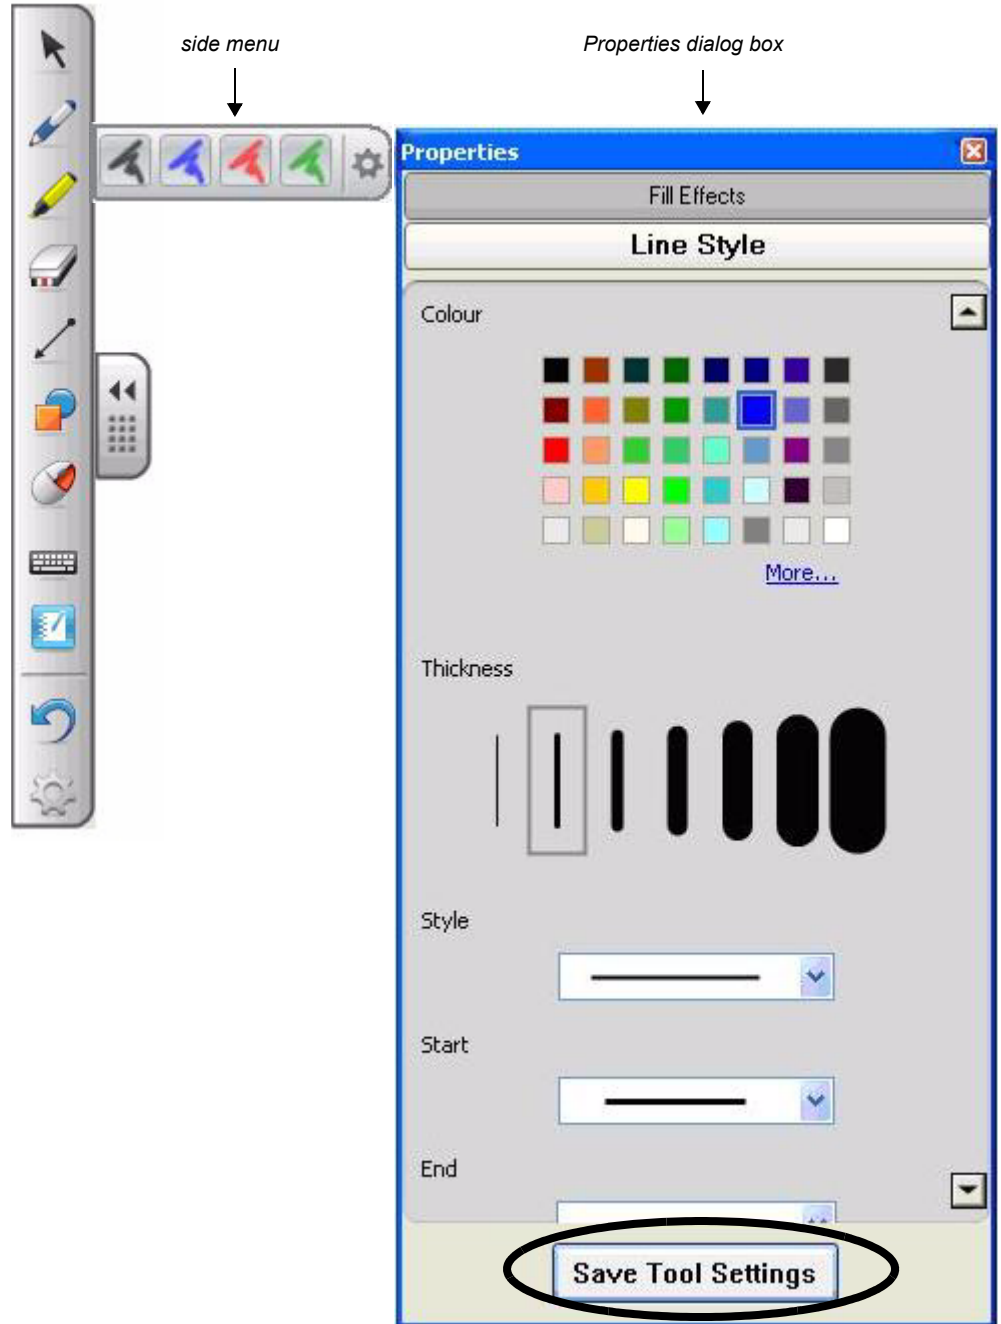 side menu
Properties dialog box
Properties
Fill Effects
Line Style
Colour
More...
Thickness
Style
Start
End
Save Tool Settings